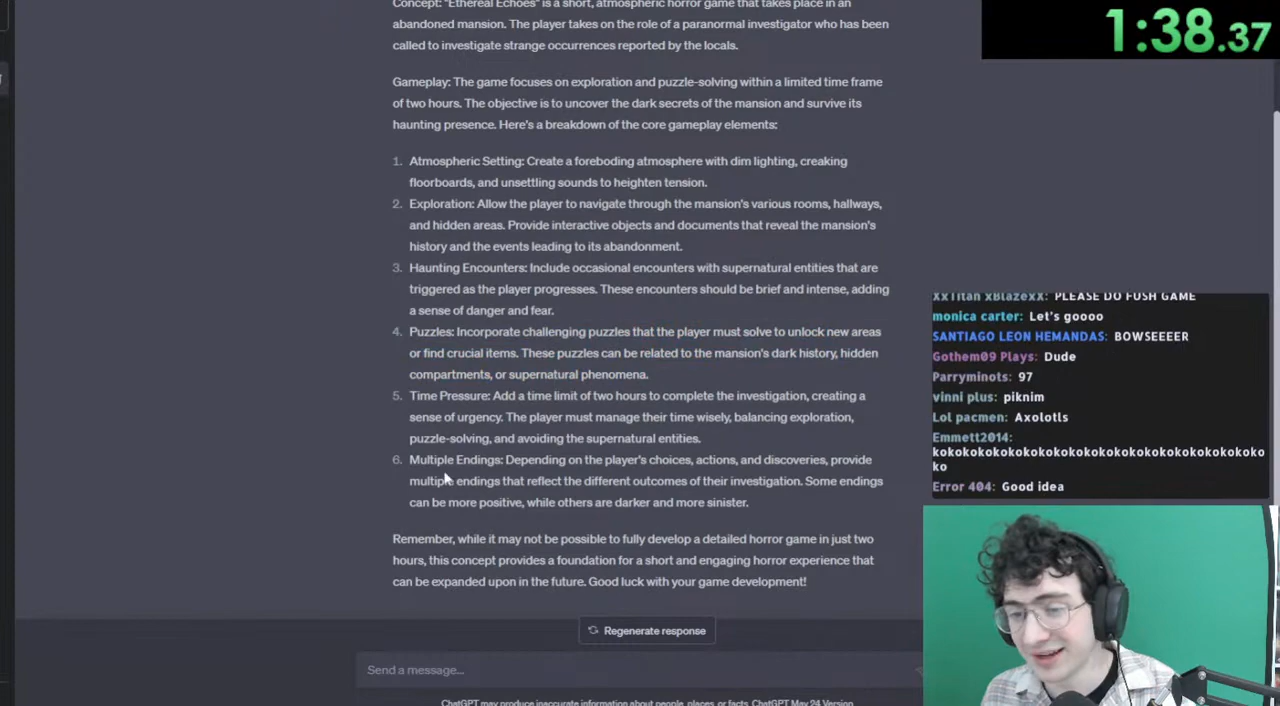 Concept: "Ethereal Echoes" is a short, atmospheric horror game that takes place in an
abandoned mansion. The player takes on the role of a paranormal investigator who has been
called to investigate strange occurrences reported by the locals.
Gameplay: The game focuses on exploration and puzzle-solving within a limited time frame
of two hours. The objective is to uncover the dark secrets of the mansion and survive its
haunting presence. Here's a breakdown of the core gameplay elements:
1. Atmospheric Setting: Create a foreboding atmosphere with dim lighting, creaking
floorboards, and unsettling sounds to heighten tension.
2. Exploration: Allow the player to navigate through the mansion's various rooms, hallways,
and hidden areas. Provide interactive objects and documents that reveal the mansion's
history and the events leading to its abandonment.
3. Haunting Encounters: Include occasional encounters with supernatural entities that are
triggered as the player progresses. These encounters should be brief and intense, adding
a sense of danger and fear.
4. Puzzles: Incorporate challenging puzzles that the player must solve to unlock new areas
or find crucial items. These puzzles can be related to the mansion's dark history, hidden
compartments, or supernatural phenomena.
5. Time Pressure: Add a time limit of two hours to complete the investigation, creating a
sense of urgency. The player must manage their time wisely, balancing exploration,
puzzle-solving, and avoiding the supernatural entities.
6. Multiple Endings: Depending on the player's choices, actions, and discoveries, provide
multiple endings that reflect the different outcomes of their investigation. Some endings
can be more positive, while others are darker and more sinister.
Remember, while it may not be possible to fully develop a detailed horror game in just two
hours, this concept provides a foundation for a short and engaging horror experience that
can be expanded upon in the future. Good luck with your game development!
Regenerate response
Send a message...
ChatGPT may produce inaccurate information about people, places, or facts. ChatGPT May 24 Version
1:38.37
XxTitan xBlazexX: PLEASE DO FUSH GAME
monica carter: Let's goooo
SANTIAGO LEON HEMANDAS: BOWSEEEER
Gothem09 Plays: Dude
Parryminots: 97
vinni plus: piknim
Lol pacmen: Axolotls
Emmett2014:
kokokokokokokokokokokokokokokokokokokokokoko
ko
Error 404: Good idea